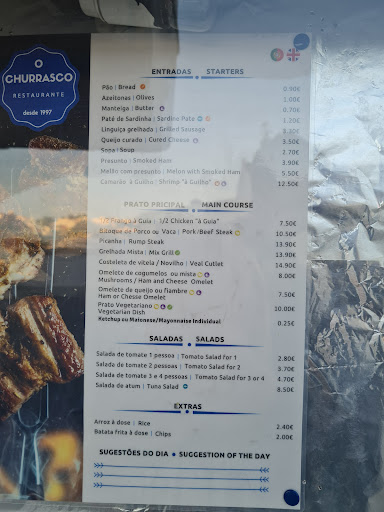 O
CHURRASCO
RESTAURANTE
desde 1997
ENTRADAS STARTERS
Pão | Bread 0.90€
Azeitonas | Olives 1.00€
Manteiga | Butter 0.70€
Paté de Sardinha | Sardine Pate 1.20€
Linguiça grelhada | Grilled Sausage 3.20€
Queijo curado | Cured Cheese 3.50€
Sopa | Soup 2.70€
Presunto | Smoked Ham 3.90€
Melão com presunto | Melon with Smoked Ham 5.50€
Camarão à Guilho | Shrimp "à Guilho" 12.50€
PRATO PRICIPAL MAIN COURSE
1/2 Frango à Guia | 1/2 Chicken "à Guia" 7.50€
Bitoque de Porco ou Vaca | Pork/Beef Steak 10.50€
Picanha | Rump Steak 13.90€
Grelhada Mista | Mix Grill 13.90€
Costeleta de vitela / Novilho | Veal Cutlet 14.90€
Omelete de cogumelos ou mista 8.00€
Mushrooms / Ham and Cheese Omelet
Omelete de queijo ou fiambre 7.50€
Ham or Cheese Omelet
Prato Vegetariano 10.00€
Vegetarian Dish
Ketchup ou Maionese/Mayonnaise Individual 0.25€
SALADAS SALADS
Salada de tomate 1 pessoa | Tomato Salad for 1 2.80€
Salada de tomate 2 pessoas | Tomato Salad for 2 3.70€
Salada de tomate 3 e 4 pessoas | Tomato Salad for 3 or 4 4.70€
Salada de atum | Tuna Salad 8.50€
EXTRAS
Arroz à dose | Rice 2.40€
Batata frita à dose | Chips 2.00€
SUGESTÕES DO DIA SUGGESTION OF THE DAY